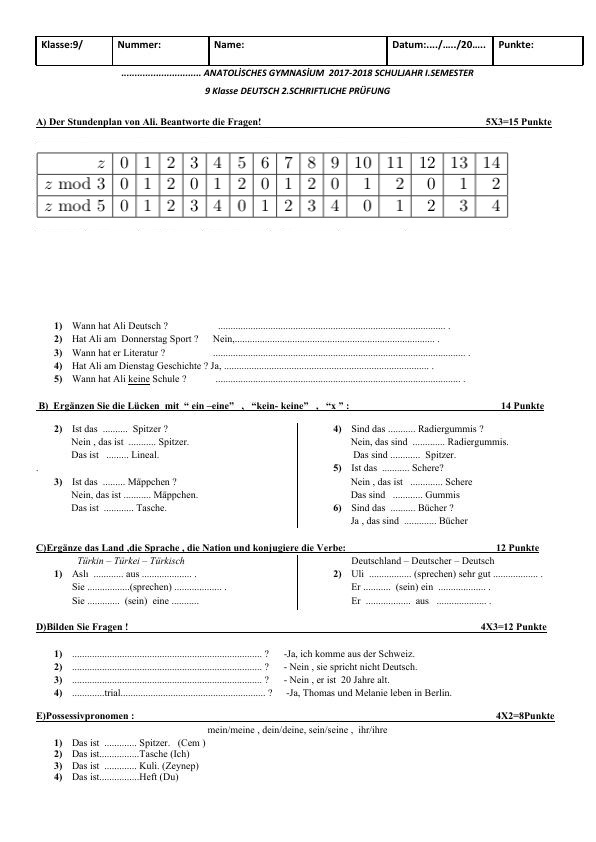 Klasse:9/ Nummer: Name: Datum:..../...../20..... Punkte:
.............................. ANATOLİSCHES GYMNASİUM 2017-2018 SCHULJAHR I.SEMESTER
9 Klasse DEUTSCH 2.SCHRIFTLICHE PRÜFUNG
A) Der Stundenplan von Ali. Beantworte die Fragen! 5X3=15 Punkte
z 0 1 2 3 4 5 6 7 8 9 10 11 12 13 14
z mod 3 0 1 2 0 1 2 0 1 2 0 1 2 0 1 2
z mod 5 0 1 2 3 4 0 1 2 3 4 0 1 2 3 4
1) Wann hat Ali Deutsch ? ..................................................................................... .
2) Hat Ali am Donnerstag Sport ? Nein,........................................................................... .
3) Wann hat er Literatur ? ............................................................................................... .
4) Hat Ali am Dienstag Geschichte ? Ja, ............................................................................. .
5) Wann hat Ali keine Schule ? ............................................................................................ .
B) Ergänzen Sie die Lücken mit “ ein –eine” , “kein- keine” , “x ” : 14 Punkte
2) Ist das .......... Spitzer ?
Nein , das ist ........... Spitzer.
Das ist ......... Lineal.
.
3) Ist das .......... Mäppchen ?
Nein, das ist ........... Mäppchen.
Das ist ............ Tasche.
4) Sind das ........... Radiergummis ?
Nein, das sind ............ Radiergummis.
Das sind ............ Spitzer.
5) Ist das ........... Schere?
Nein , das ist ............. Schere
Das sind ............ Gummis
6) Sind das ........... Bücher ?
Ja , das sind ............ Bücher
C)Ergänze das Land ,die Sprache , die Nation und konjugiere die Verbe: 12 Punkte
Türkin – Türkei – Türkisch
1) Aslı ............ aus ................... .
Sie .................(sprechen) ................... .
Sie ............. (sein) eine ...........
Deutschland – Deutscher – Deutsch
2) Uli ................. (sprechen) sehr gut .................. .
Er ........... (sein) ein .................. .
Er ................... aus .................... .
D)Bilden Sie Fragen ! 4X3=12 Punkte
1) ............................................................................ ? -Ja, ich komme aus der Schweiz.
2) ............................................................................ ? - Nein , sie spricht nicht Deutsch.
3) ............................................................................ ? - Nein , er ist 20 Jahre alt.
4) .............trial.......................................................... ? -Ja, Thomas und Melanie leben in Berlin.
E)Possessivpronomen : 4X2=8Punkte
mein/meine , dein/deine, sein/seine , ihr/ihre
1) Das ist ............. Spitzer. (Cem )
2) Das ist................Tasche (Ich)
3) Das ist ............. Kuli. (Zeynep)
4) Das ist................Heft (Du)